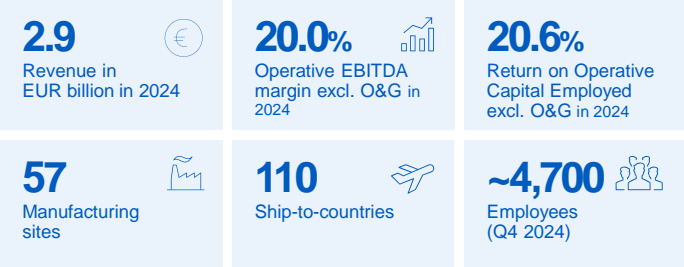 2.9
Revenue in
EUR billion in 2024
€
20.0%
Operative EBITDA
margin excl. O&G in
2024
20.6%
Return on Operative
Capital Employed
excl. O&G in 2024
57
Manufacturing
sites
110
Ship-to-countries
~4,700
Employees
(Q4 2024)